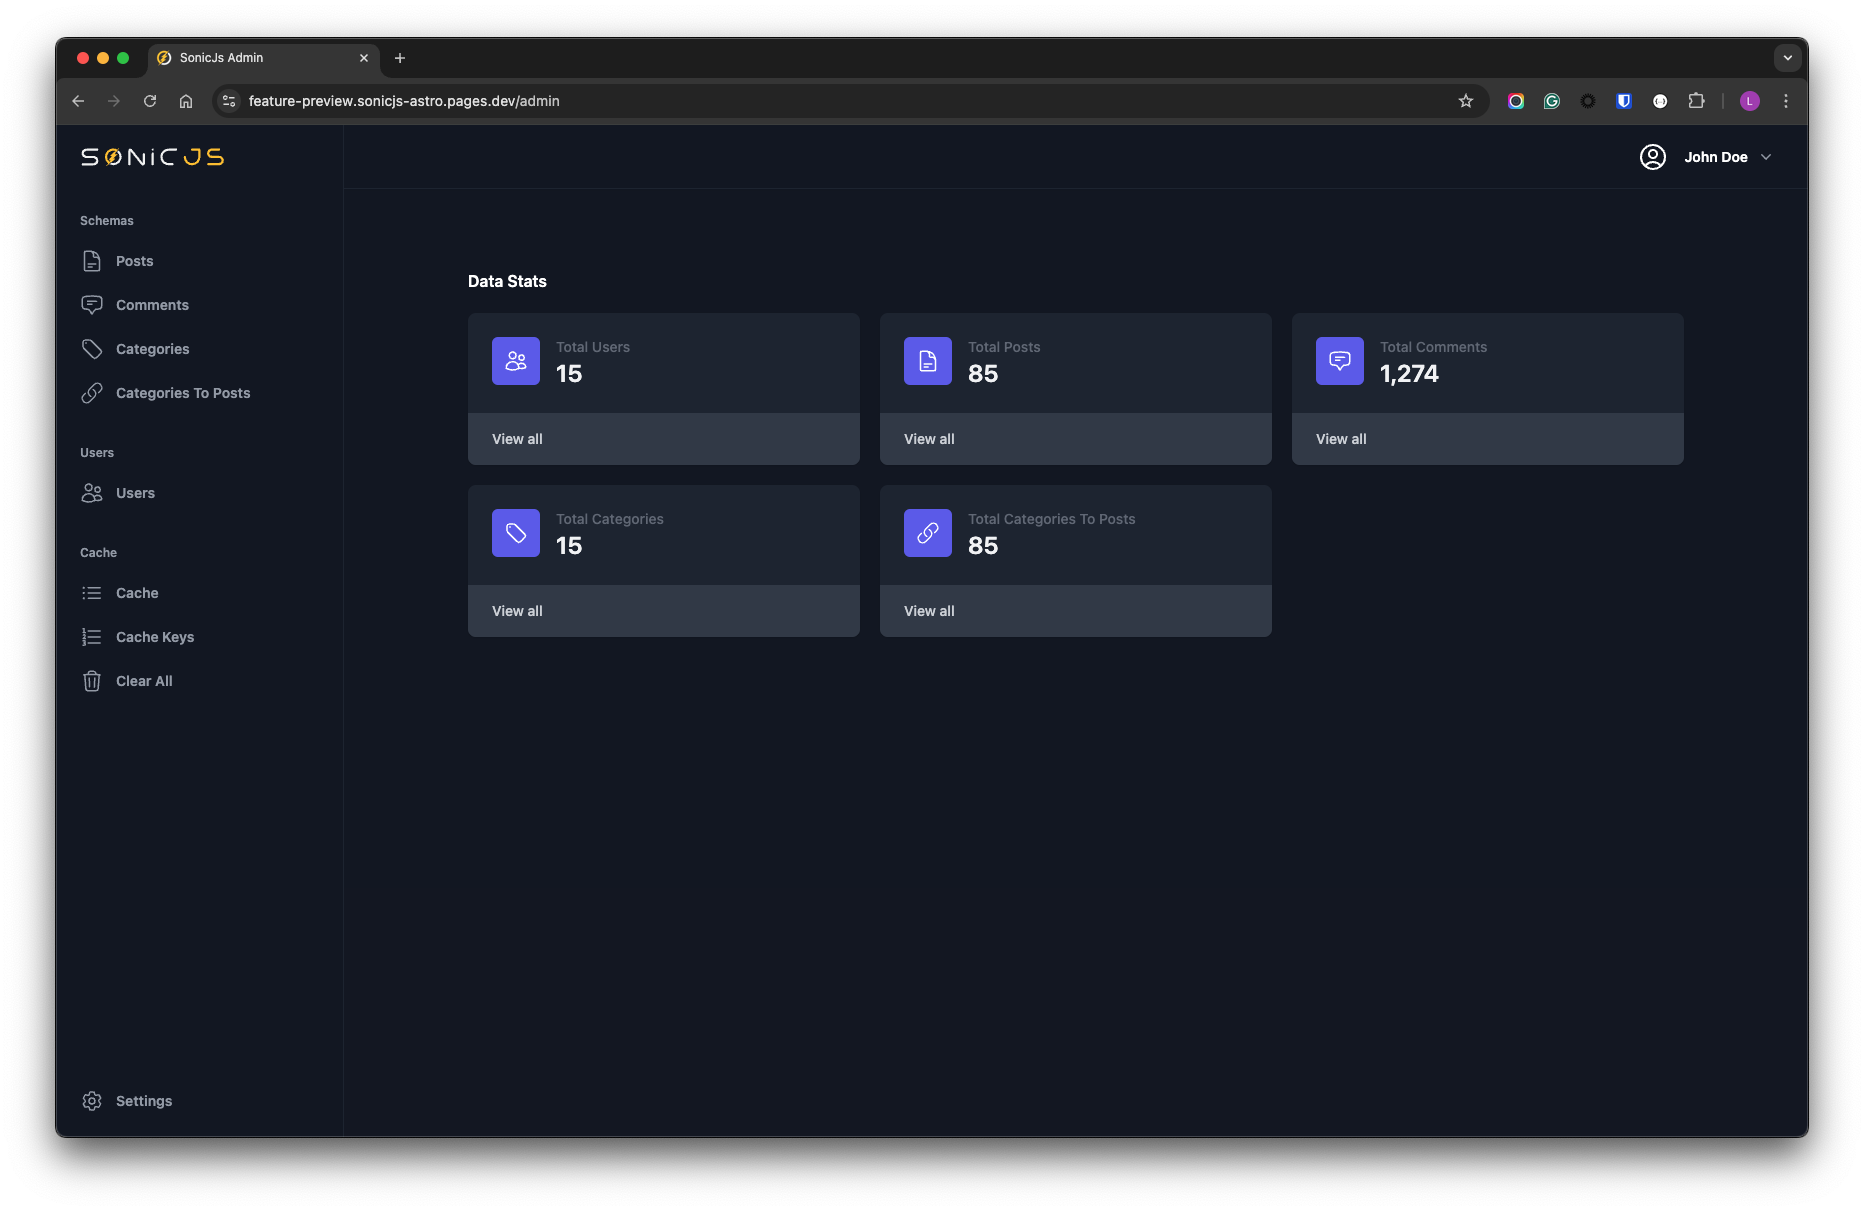 SonicJs Admin
feature-preview.sonicjs-astro.pages.dev/admin
L
SONiC JS
John Doe
Schemas
Posts
Comments
Categories
Categories To Posts
Users
Users
Cache
Cache
Cache Keys
Clear All
Settings
Data Stats
Total Users
15
View all
Total Posts
85
View all
Total Comments
1,274
View all
Total Categories
15
View all
Total Categories To Posts
85
View all